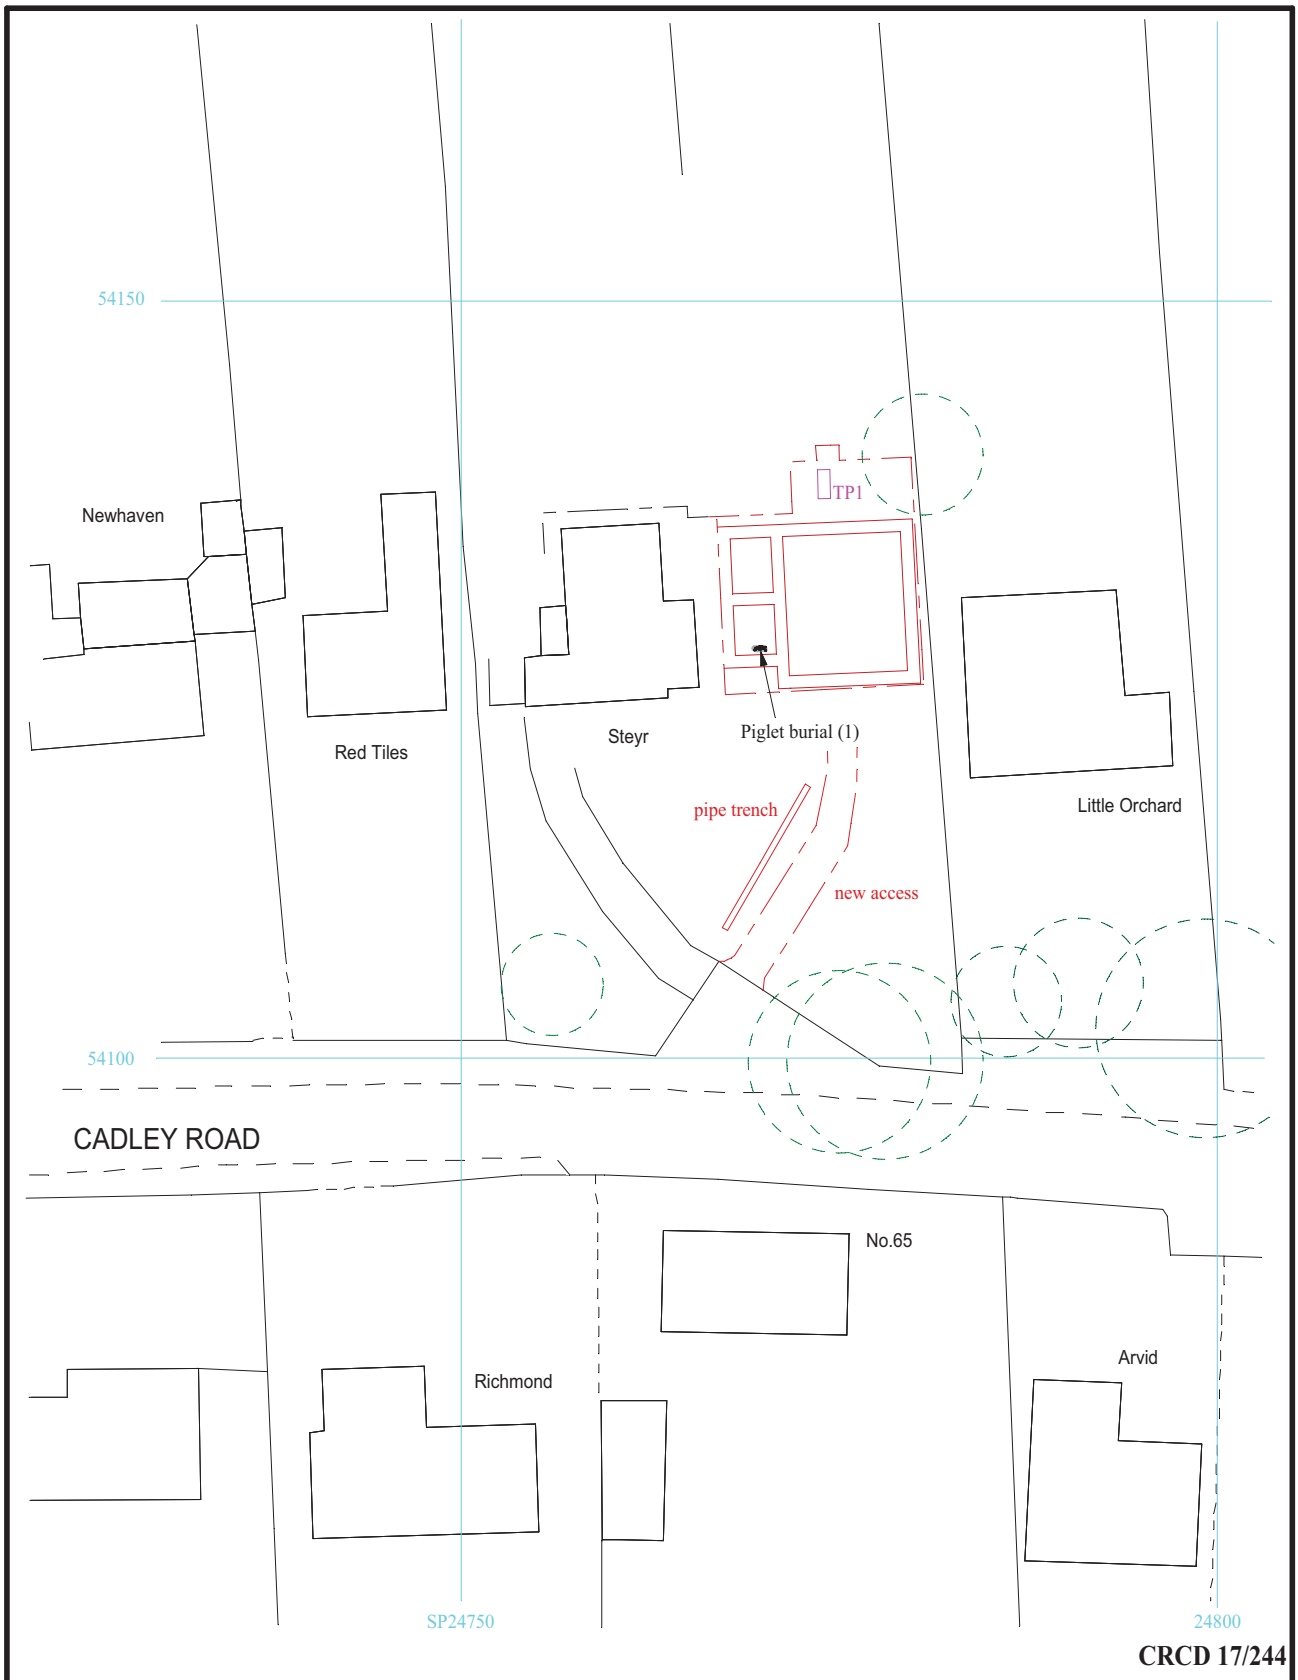 54150
TP1
Newhaven
Piglet burial (1)
Steyr
Red Tiles
Little Orchard
pipe trench
new access
54100
CADLEY ROAD
No.65
Arvid
Richmond
SP24750
24800
CRCD 17/244